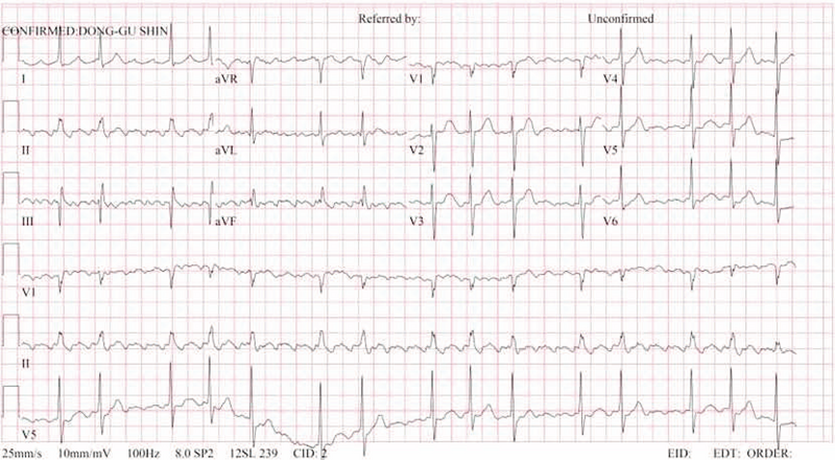 Referred by: Unconfirmed
CONFIRMED:DONG-GU SHIN
I aVR V1 V4
II aVL V2 V5
III aVF V3 V6
V1
II
V5
25mm/s 10mm/mV 100Hz 8.0 SP2 12SL 239 CID: 2 EID: EDT: ORDER: